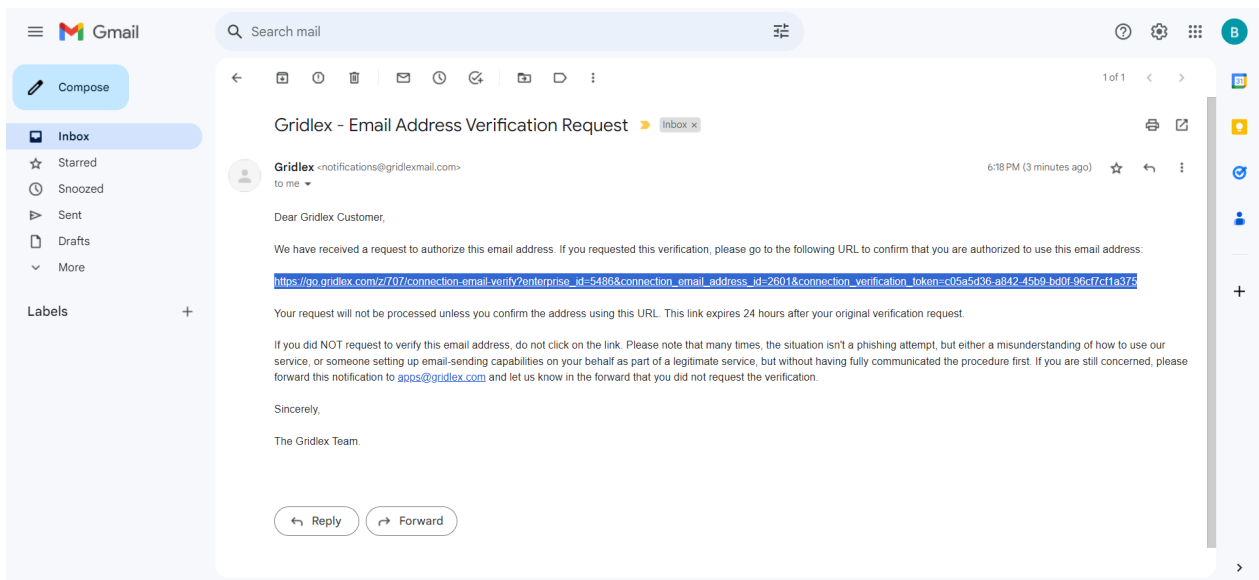 Gmail
Search mail
B
Compose
1 of 1
31
Inbox
Starred
Snoozed
Sent
Drafts
More
Labels
Gridlex - Email Address Verification Request
Inbox ×
Gridlex <notifications@gridlexmail.com>
6:18 PM (3 minutes ago)
to me
Dear Gridlex Customer,
We have received a request to authorize this email address. If you requested this verification, please go to the following URL to confirm that you are authorized to use this email address:
https://go.gridlex.com/z/707/connection-email-verify?enterprise_id=5486&connection_email_address_id=2601&connection_verification_token=c05a5d36-a842-45b9-bd0f-96cf7cf1a375
Your request will not be processed unless you confirm the address using this URL. This link expires 24 hours after your original verification request.
If you did NOT request to verify this email address, do not click on the link. Please note that many times, the situation isn't a phishing attempt, but either a misunderstanding of how to use our
service, or someone setting up email-sending capabilities on your behalf as part of a legitimate service, but without having fully communicated the procedure first. If you are still concerned, please
forward this notification to apps@gridlex.com and let us know in the forward that you did not request the verification.
Sincerely,
The Gridlex Team.
Reply
Forward